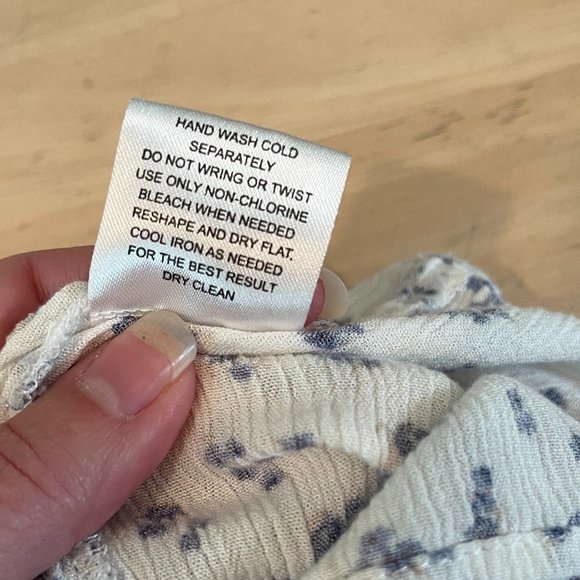 HAND WASH COLD
SEPARATELY
DO NOT WRING OR TWIST
USE ONLY NON-CHLORINE
BLEACH WHEN NEEDED
RESHAPE AND DRY FLAT.
COOL IRON AS NEEDED
FOR THE BEST RESULT
DRY CLEAN